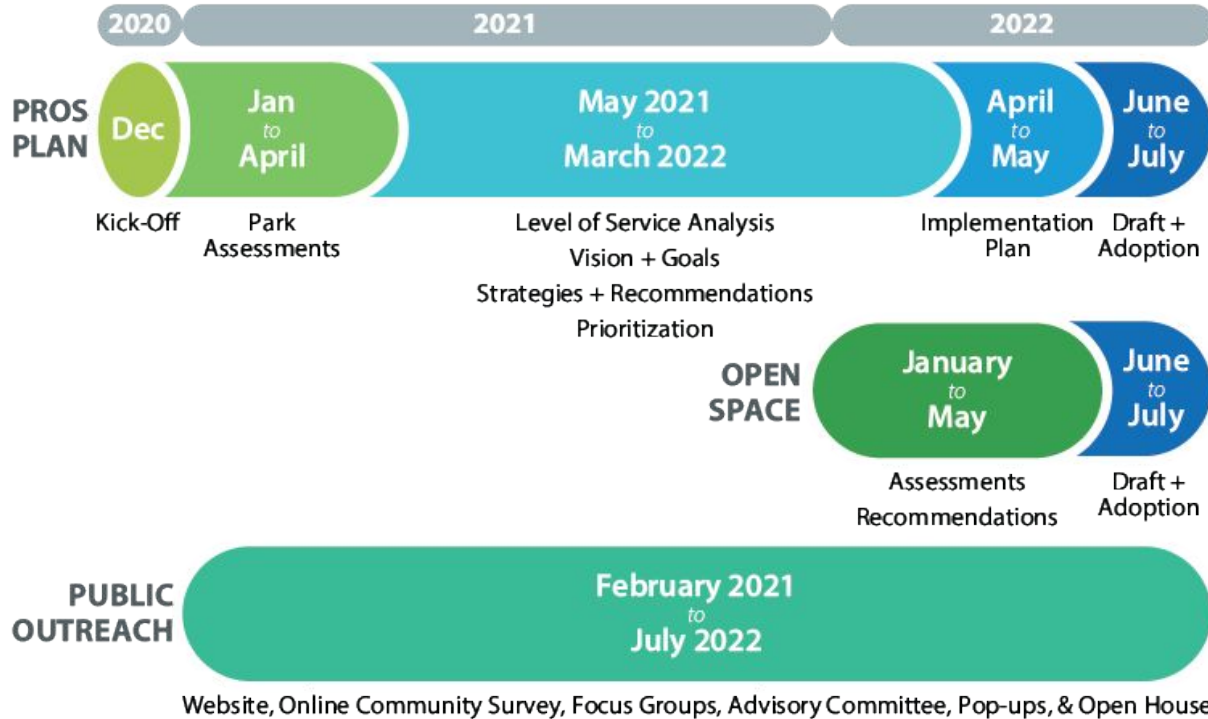 2020
2021
2022
PROS
PLAN
Dec
Jan
to
April
May 2021
to
March 2022
April
to
May
June
to
July
Kick-Off
Park
Assessments
Level of Service Analysis
Vision + Goals
Strategies + Recommendations
Prioritization
Implementation
Plan
Draft +
Adoption
OPEN
SPACE
January
to
May
June
to
July
Assessments
Recommendations
Draft +
Adoption
PUBLIC
OUTREACH
February 2021
to
July 2022
Website, Online Community Survey, Focus Groups, Advisory Committee, Pop-ups, & Open House